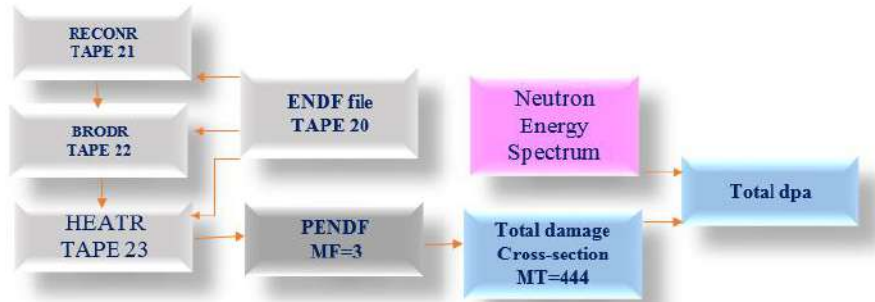 RECONR
TAPE 21
ENDF file
TAPE 20
Neutron
Energy
Spectrum
BRODR
TAPE 22
Total dpa
HEATR
TAPE 23
PENDF
MF=3
Total damage
Cross-section
MT=444